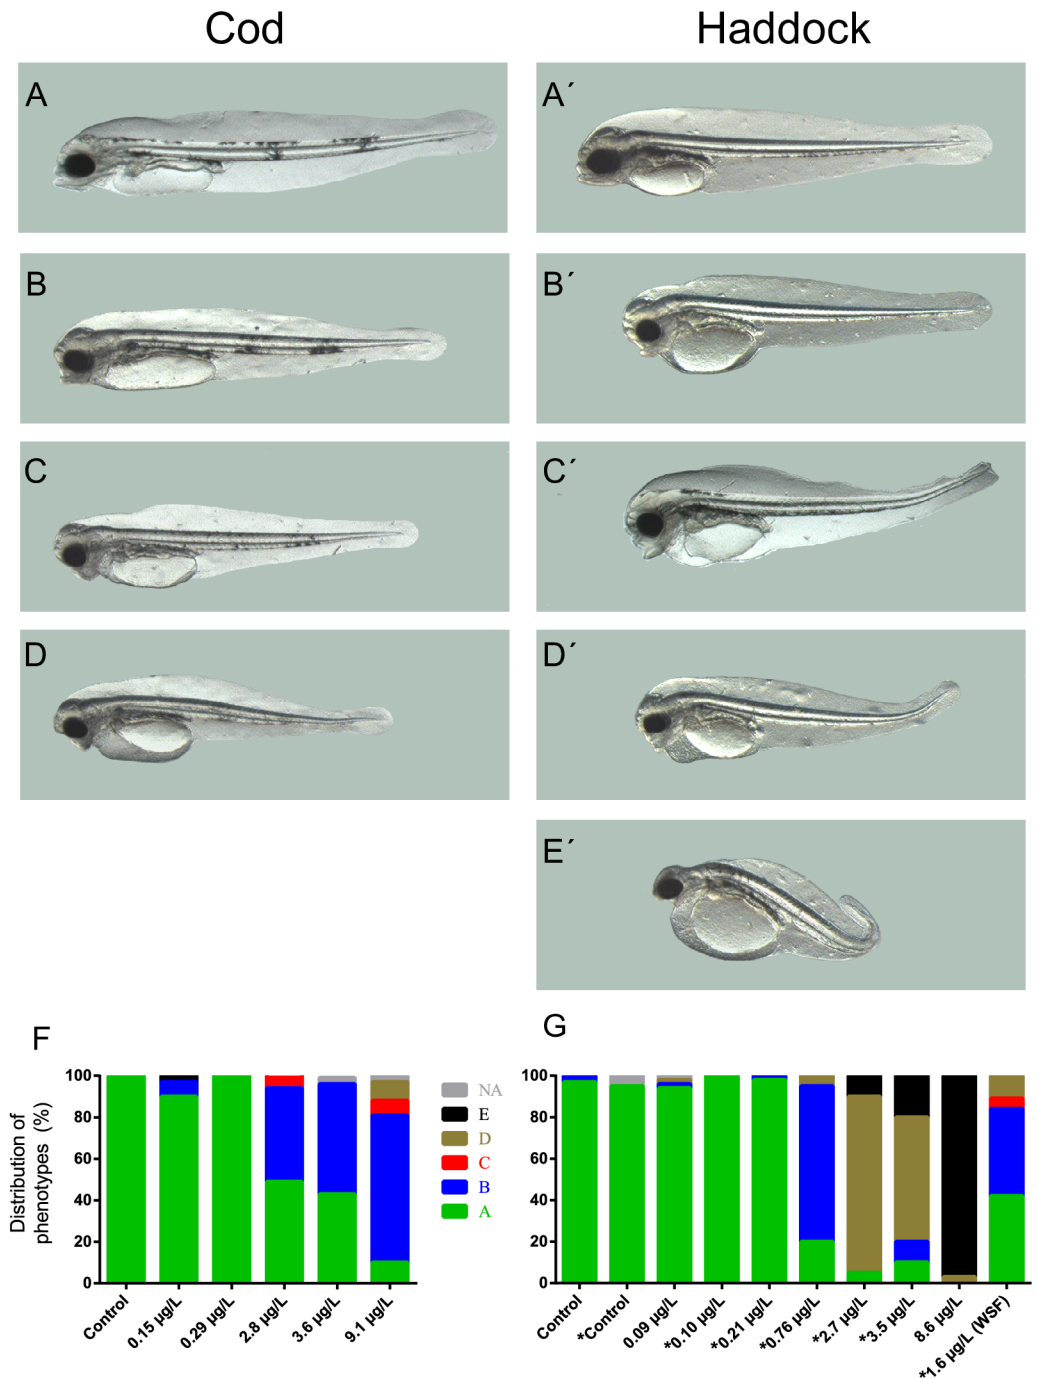 Cod
Haddock
A
A´
B
B´
C
C´
D
D´
E´
F
G
Distribution of
phenotypes (%)
100
80
60
40
20
0
Control
0.15 µg/L
0.29 µg/L
2.8 µg/L
3.6 µg/L
9.1 µg/L
NA
E
D
C
B
A
100
80
60
40
20
0
Control
*Control
0.09 µg/L
*0.10 µg/L
*0.21 µg/L
*0.76 µg/L
*2.7 µg/L
*3.5 µg/L
8.6 µg/L
*1.6 µg/L (WSF)